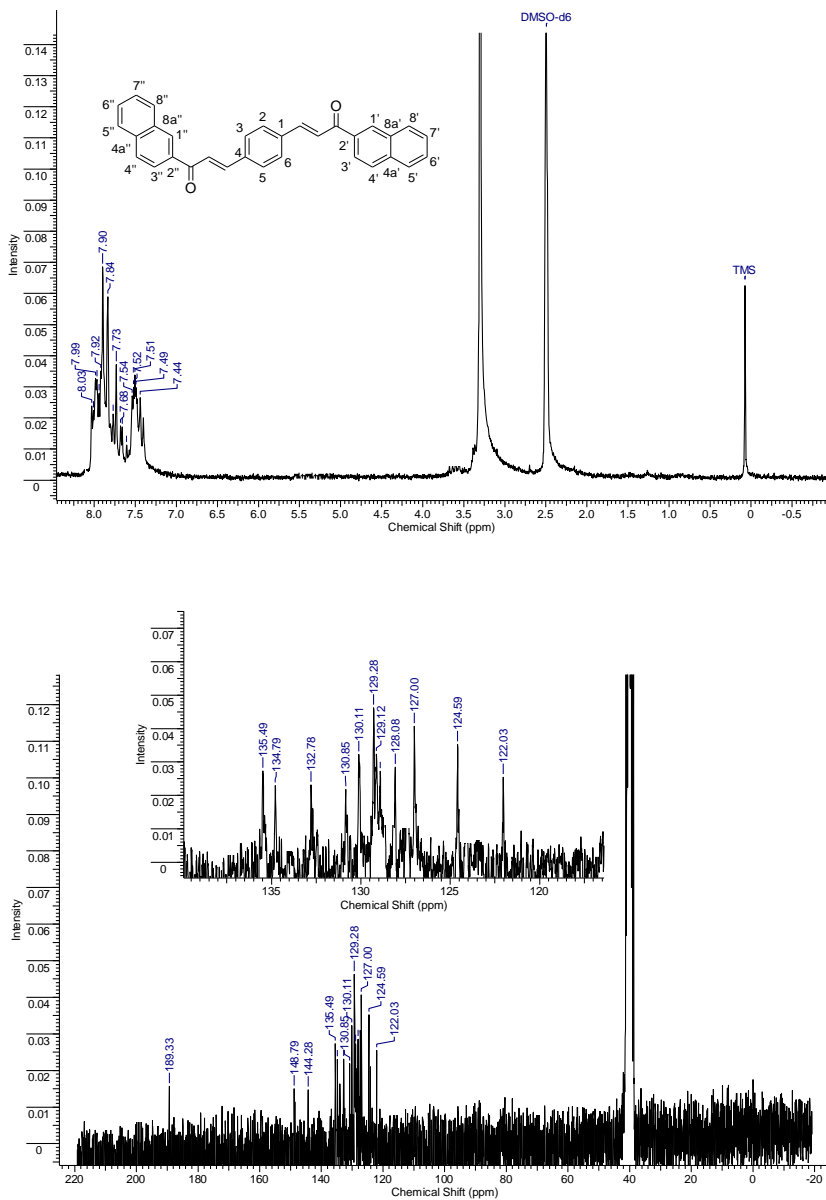 DMSO-d6
0.14
0.13
0.12
0.11
0.10
0.09
0.08
0.07
0.06
0.05
0.04
0.03
0.02
0.01
0
Intensity
7" 8" 6" 8a" 1" 5" 4a" 4" 3" 2" O 4 3 2 1 5 6 O 2' 1' 8a' 8' 7' 3' 4' 4a' 5' 6'
8.03 7.99 7.92 7.90 7.84 7.73 7.68 7.54 7.52 7.51 7.49 7.44
TMS
8.0 7.5 7.0 6.5 6.0 5.5 5.0 4.5 4.0 3.5 3.0 2.5 2.0 1.5 1.0 0.5 0 -0.5
Chemical Shift (ppm)
0.07
0.06
0.05
0.04
0.03
0.02
0.01
0
Intensity
135.49 134.79 132.78 130.85 130.11 129.28 129.12 128.08 127.00 124.59 122.03
135 130 125 120
Chemical Shift (ppm)
0.12
0.11
0.10
0.09
0.08
0.07
0.06
0.05
0.04
0.03
0.02
0.01
0
Intensity
189.33 148.79 144.28 135.49 130.85 130.11 129.28 127.00 124.59 122.03
220 200 180 160 140 120 100 80 60 40 20 0 -20
Chemical Shift (ppm)